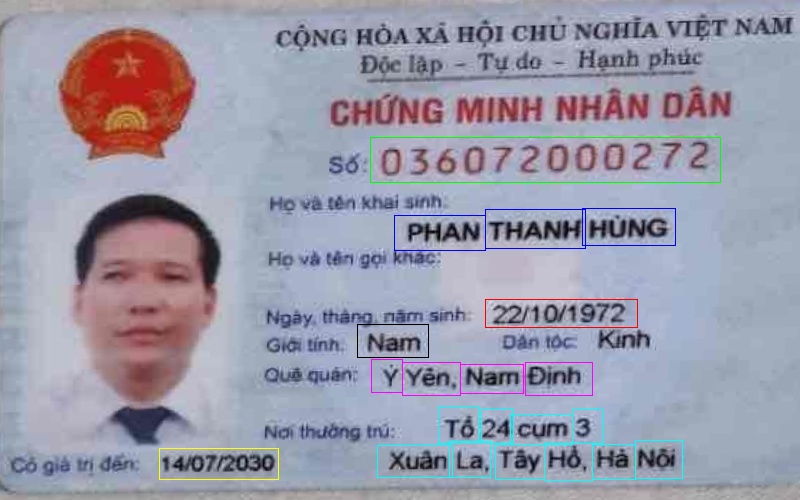 CỘNG HÒA XÃ HỘI CHỦ NGHĨA VIỆT NAM
Độc lập - Tự do - Hạnh phúc
CHỨNG MINH NHÂN DÂN
Số: 036072000272
Họ và tên khai sinh:
PHAN THANH HÙNG
Họ và tên gọi khác:
Ngày, tháng, năm sinh: 22/10/1972
Giới tính: Nam Dân tộc: Kinh
Quê quán: Ý Yên, Nam Định
Nơi thường trú: Tổ 24 cụm 3
Xuân La, Tây Hồ, Hà Nội
Có giá trị đến: 14/07/2030